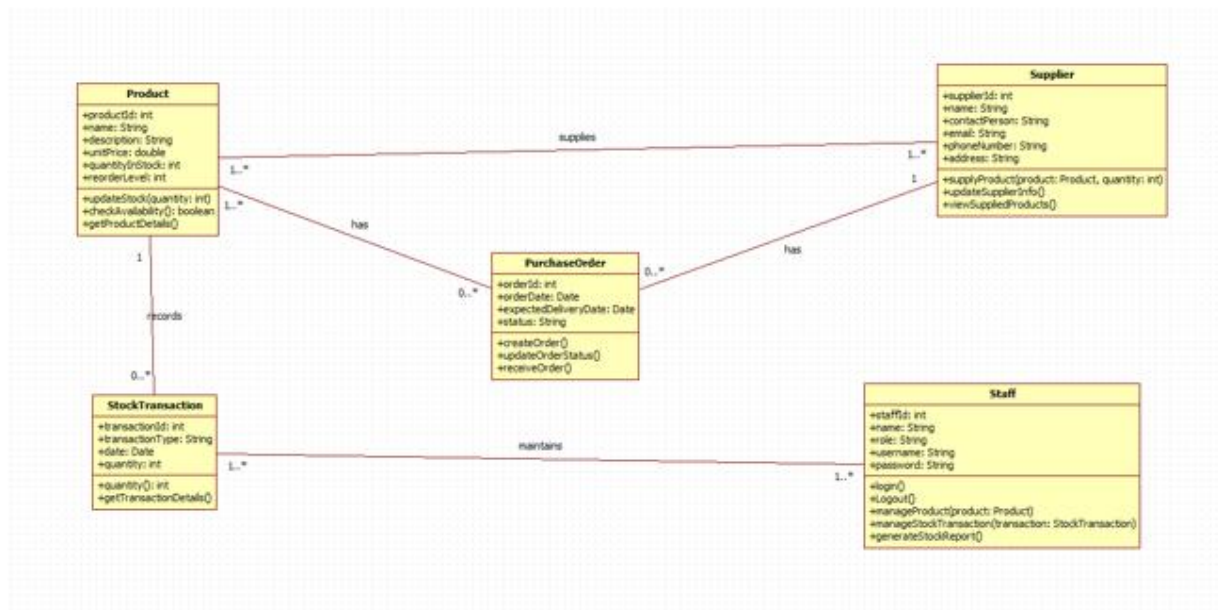 Product
+productId: int
+name: String
+description: String
+unitPrice: double
+quantityInStock: int
+reorderLevel: int
+updateStock(quantity: int)
+checkAvailability(): boolean
+getProductDetails()
Supplier
+supplierId: int
+name: String
+contactPerson: String
+email: String
+phoneNumber: String
+address: String
+supplyProduct(product: Product, quantity: int)
+updateSupplierInfo()
+viewSuppliedProducts()
supplies
1..*
1..*
1..*
1
has
has
0..*
0..*
PurchaseOrder
+orderId: int
+orderDate: Date
+expectedDeliveryDate: Date
+status: String
+createOrder()
+updateOrderStatus()
+receiveOrder()
1
records
0..*
StockTransaction
+transactionId: int
+transactionType: String
+date: Date
+quantity: int
+quantity(): int
+getTransactionDetails()
maintains
1..*
1..*
Staff
+staffId: int
+name: String
+role: String
+username: String
+password: String
+login()
+Logout()
+manageProduct(product: Product)
+manageStockTransaction(transaction: StockTransaction)
+generateStockReport()